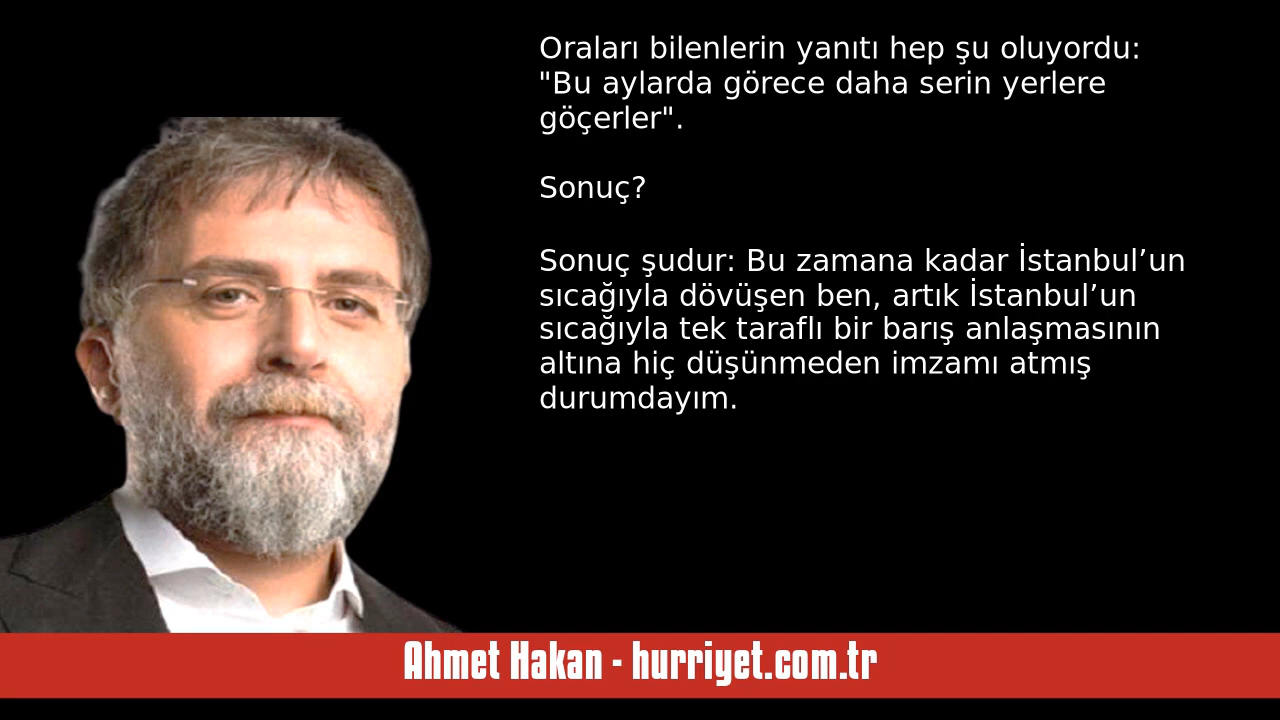 Oraları bilenlerin yanıtı hep şu oluyordu:
"Bu aylarda görece daha serin yerlere
göçerler".
Sonuç?
Sonuç şudur: Bu zamana kadar İstanbul’un
sıcağıyla dövüşen ben, artık İstanbul’un
sıcağıyla tek taraflı bir barış anlaşmasının
altına hiç düşünmeden imzamı atmış
durumdayım.
Ahmet Hakan - hurriyet.com.tr